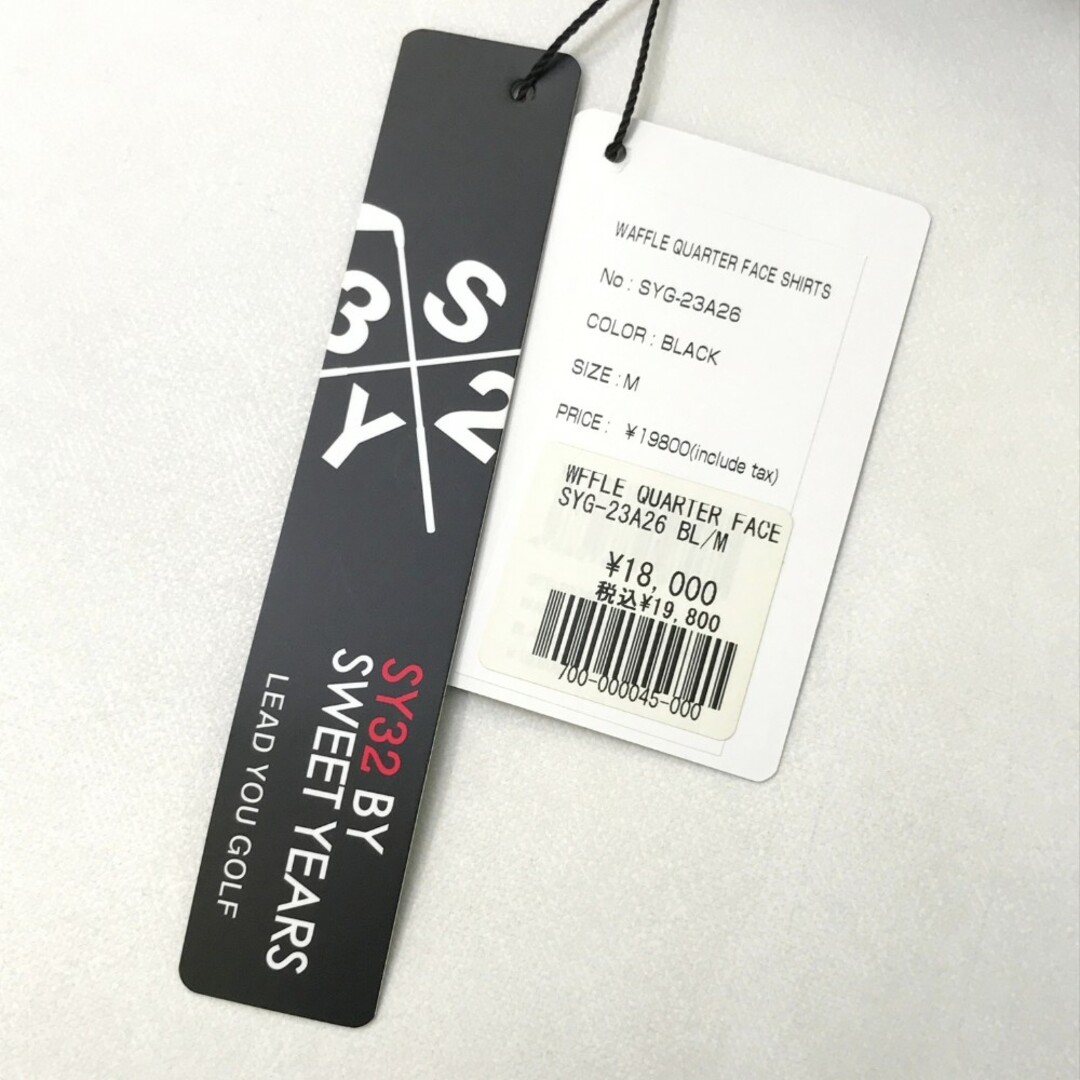 S
3
Y
2
SY32 BY
SWEET YEARS
LEAD YOU GOLF
WAFFLE QUARTER FACE SHIRTS
No : SYG-23A26
COLOR : BLACK
SIZE : M
PRICE : ¥19800(include tax)
WFFLE QUARTER FACE
SYG-23A26 BL/M
¥18,000
税込¥19,800
700-000045-000